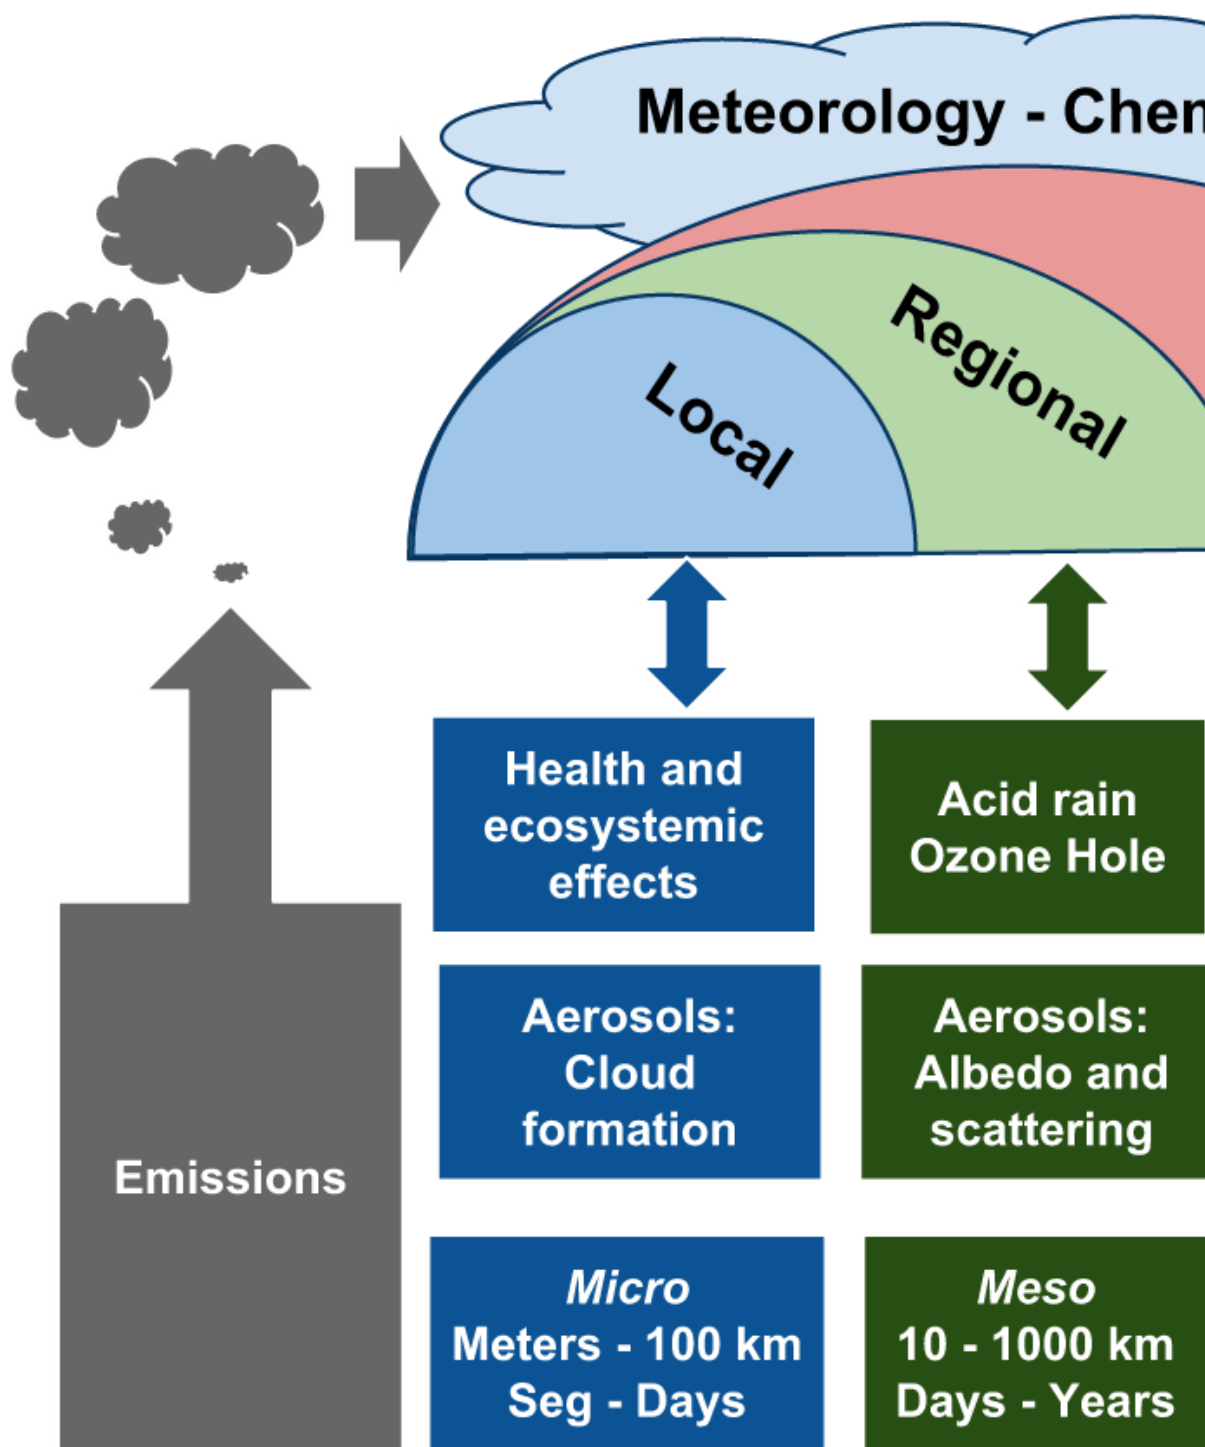 Meteorology - Chem
Local
Regional
Health and
ecosystemic
effects
Acid rain
Ozone Hole
Aerosols:
Cloud
formation
Aerosols:
Albedo and
scattering
Emissions
Micro
Meters - 100 km
Seg - Days
Meso
10 - 1000 km
Days - Years